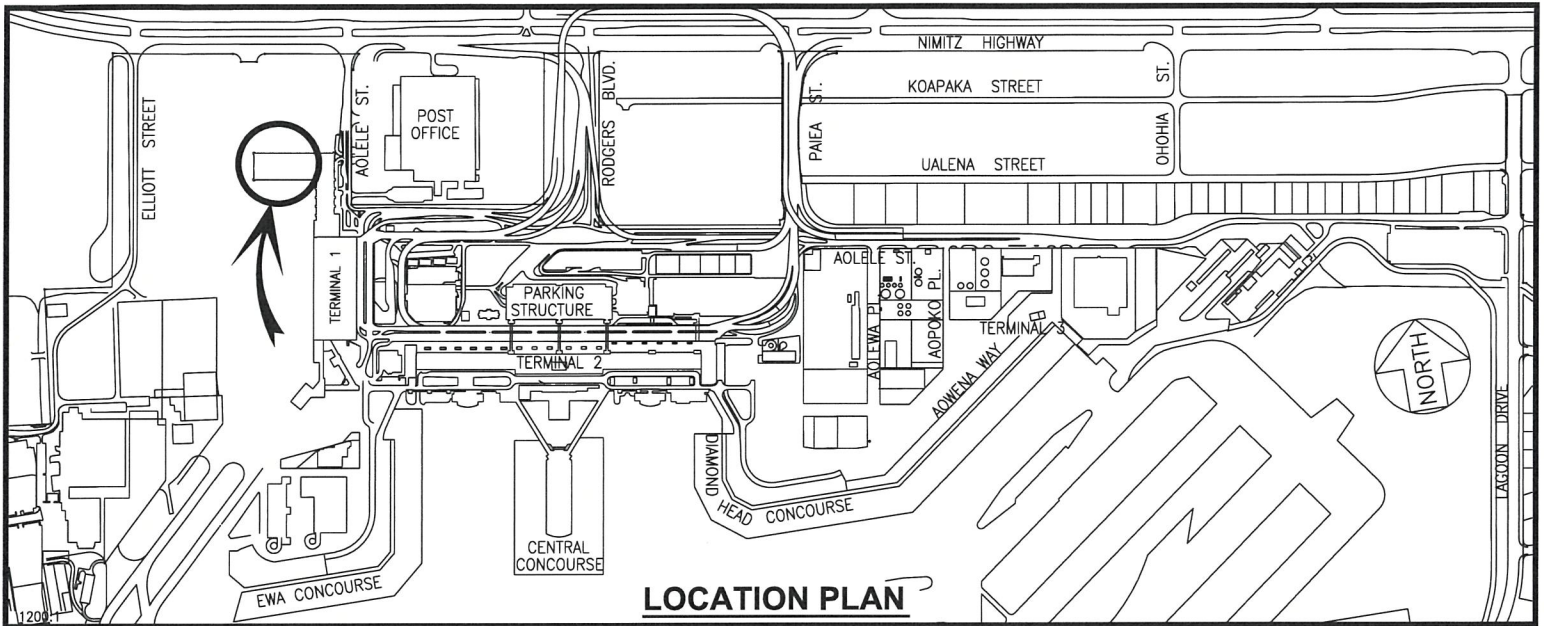 NIMITZ HIGHWAY
KOAPAKA STREET
UALENA STREET
ELLIOTT STREET
AOLELE ST.
POST
OFFICE
RODGERS BLVD.
PAIEA ST.
OHOHIA ST.
TERMINAL 1
PARKING
STRUCTURE
TERMINAL 2
AOLELE ST.
AOLEWA PL.
AOPOKO PL.
TERMINAL 3
AOWENA WAY
NORTH
LAGOON DRIVE
DIAMOND
HEAD CONCOURSE
CENTRAL
CONCOURSE
EWA CONCOURSE
LOCATION PLAN
1200:1